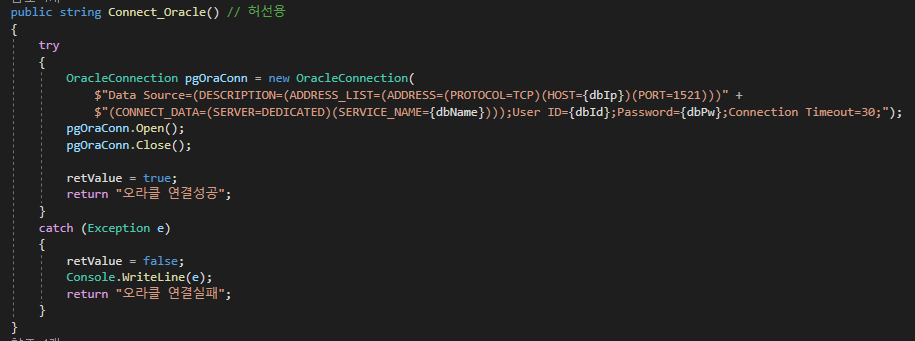 public string Connect_Oracle() // 허선용
{
try
{
OracleConnection pgOraConn = new OracleConnection(
$"Data Source=(DESCRIPTION=(ADDRESS_LIST=(ADDRESS=(PROTOCOL=TCP)(HOST={dbIp})(PORT=1521)))" +
$"(CONNECT_DATA=(SERVER=DEDICATED)(SERVICE_NAME={dbName})));User ID={dbId};Password={dbPw};Connection Timeout=30;");
pgOraConn.Open();
pgOraConn.Close();
retValue = true;
return "오라클 연결성공";
}
catch (Exception e)
{
retValue = false;
Console.WriteLine(e);
return "오라클 연결실패";
}
}